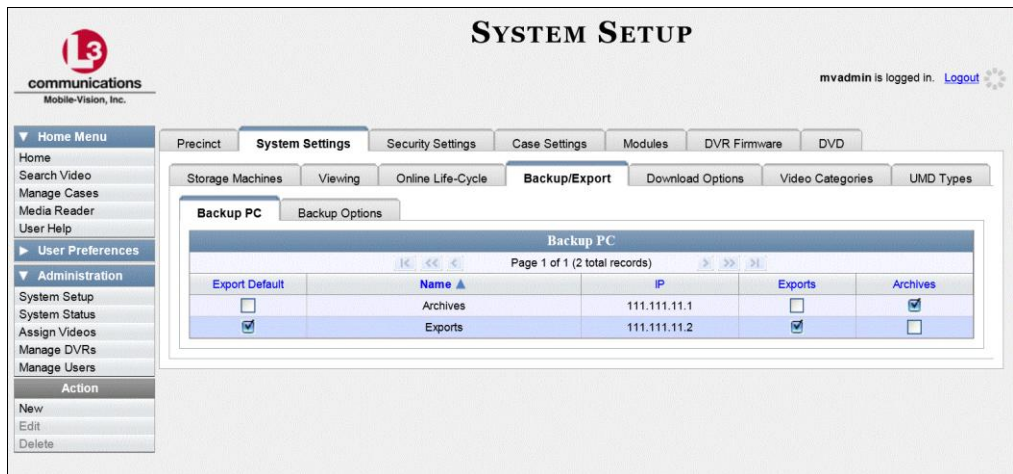 SYSTEM SETUP
L3
communications
Mobile-Vision, Inc.
mvadmin is logged in. Logout
Home Menu
Home
Search Video
Manage Cases
Media Reader
User Help
User Preferences
Administration
System Setup
System Status
Assign Videos
Manage DVRs
Manage Users
Action
New
Edit
Delete
Precinct System Settings Security Settings Case Settings Modules DVR Firmware DVD
Storage Machines Viewing Online Life-Cycle Backup/Export Download Options Video Categories UMD Types
Backup PC Backup Options
Backup PC
Page 1 of 1 (2 total records)
Export Default Name IP Exports Archives
Archives 111.111.11.1
Exports 111.111.11.2